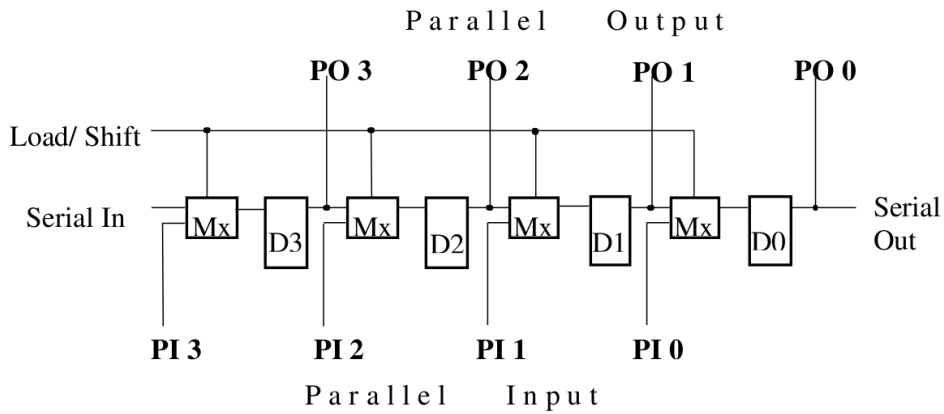 Parallel Output
PO 3 PO 2 PO 1 PO 0
Load/ Shift
Serial In
Mx D3 Mx D2 Mx D1 Mx D0
Serial
Out
PI 3 PI 2 PI 1 PI 0
Parallel Input